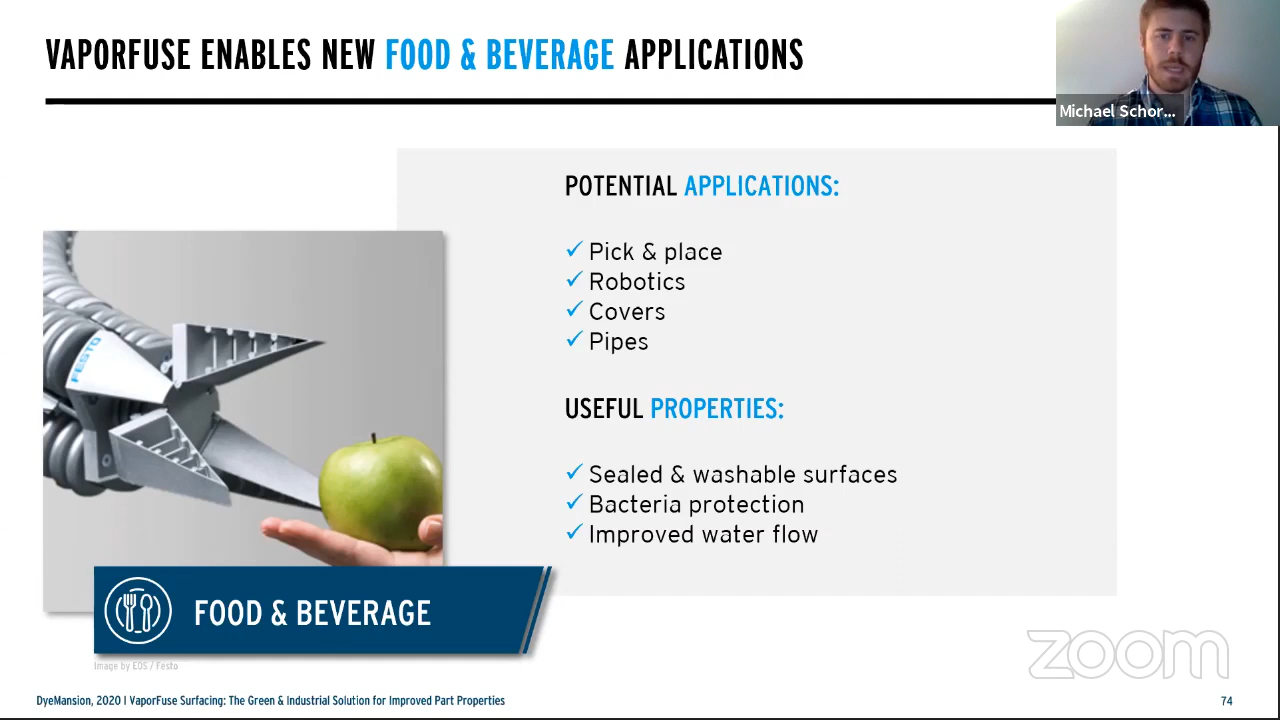 VAPORFUSE ENABLES NEW FOOD & BEVERAGE APPLICATIONS
Michael Schor...
POTENTIAL APPLICATIONS:
✓ Pick & place
✓ Robotics
✓ Covers
✓ Pipes
USEFUL PROPERTIES:
✓ Sealed & washable surfaces
✓ Bacteria protection
✓ Improved water flow
FESTO
FOOD & BEVERAGE
Image by EOS / Festo
zoom
DyeMansion, 2020 I VaporFuse Surfacing: The Green & Industrial Solution for Improved Part Properties
74